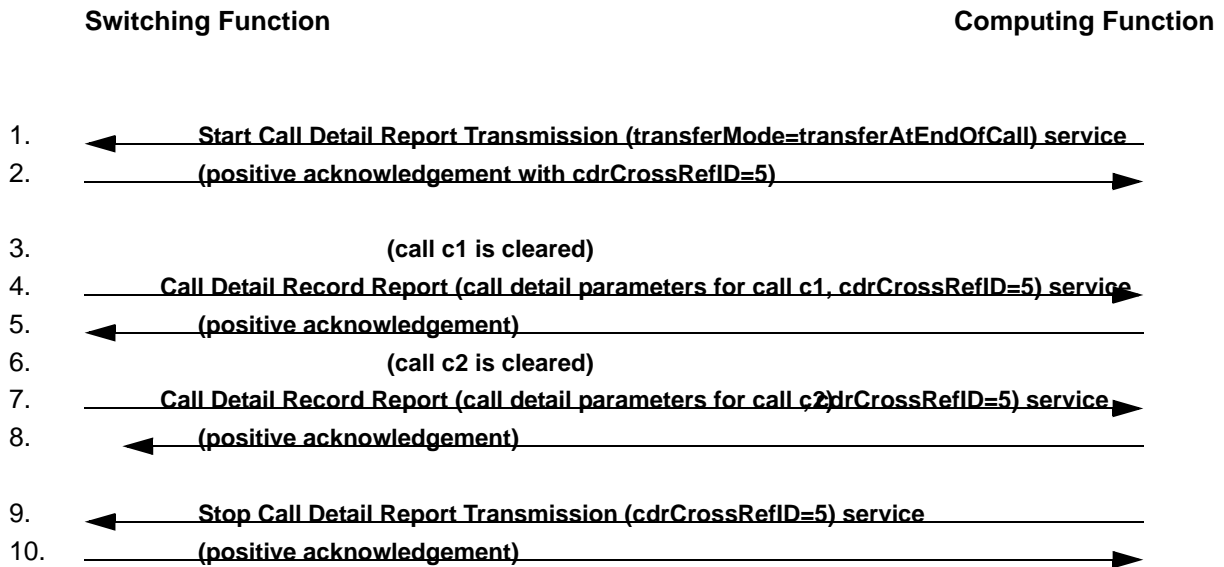 Switching Function Computing Function
1. Start Call Detail Report Transmission (transferMode=transferAtEndOfCall) service
2. (positive acknowledgement with cdrCrossRefID=5)
3. (call c1 is cleared)
4. Call Detail Record Report (call detail parameters for call c1, cdrCrossRefID=5) service
5. (positive acknowledgement)
6. (call c2 is cleared)
7. Call Detail Record Report (call detail parameters for call c2), cdrCrossRefID=5) service
8. (positive acknowledgement)
9. Stop Call Detail Report Transmission (cdrCrossRefID=5) service
10. (positive acknowledgement)